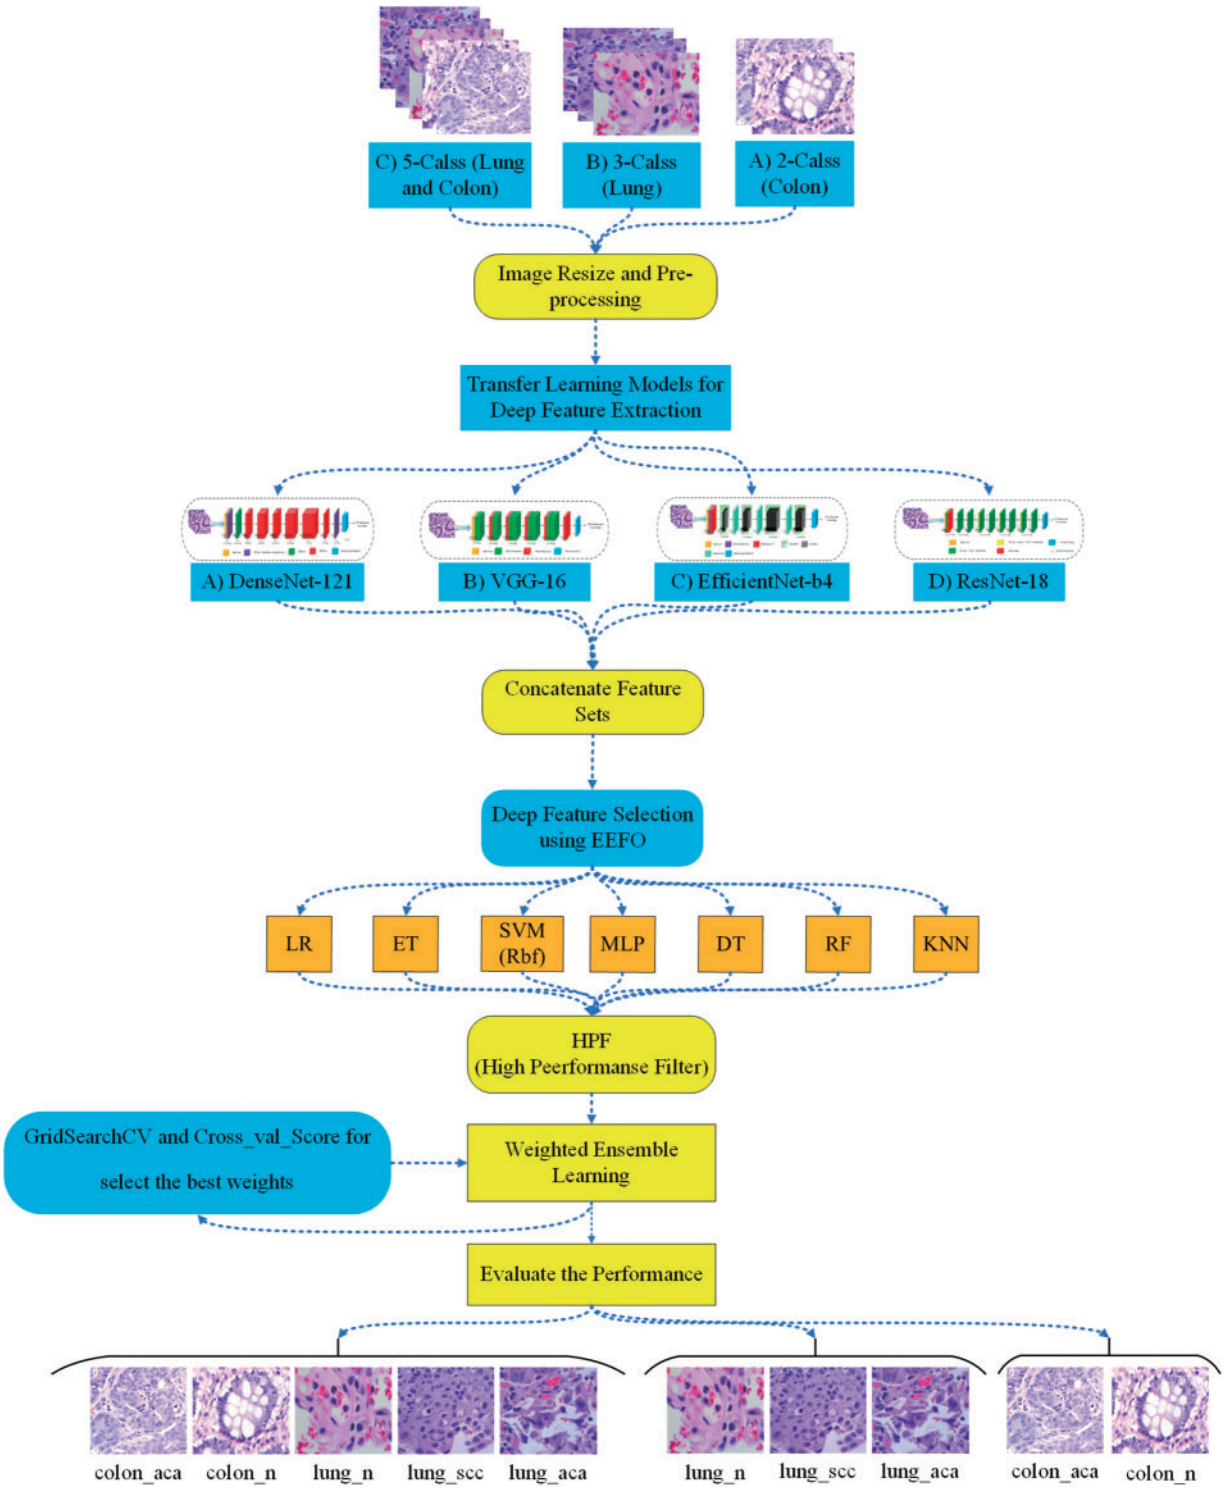 C) 5-Calss (Lung
and Colon)
B) 3-Calss
(Lung)
A) 2-Calss
(Colon)
Image Resize and Pre-
processing
Transfer Learning Models for
Deep Feature Extraction
A) DenseNet-121
B) VGG-16
C) EfficientNet-b4
D) ResNet-18
Concatenate Feature
Sets
Deep Feature Selection
using EEFO
LR
ET
SVM
(Rbf)
MLP
DT
RF
KNN
HPF
(High Peerformanse Filter)
GridSearchCV and Cross_val_Score for
select the best weights
Weighted Ensemble
Learning
Evaluate the Performance
colon_aca
colon_n
lung_n
lung_scc
lung_aca
lung_n
lung_scc
lung_aca
colon_aca
colon_n